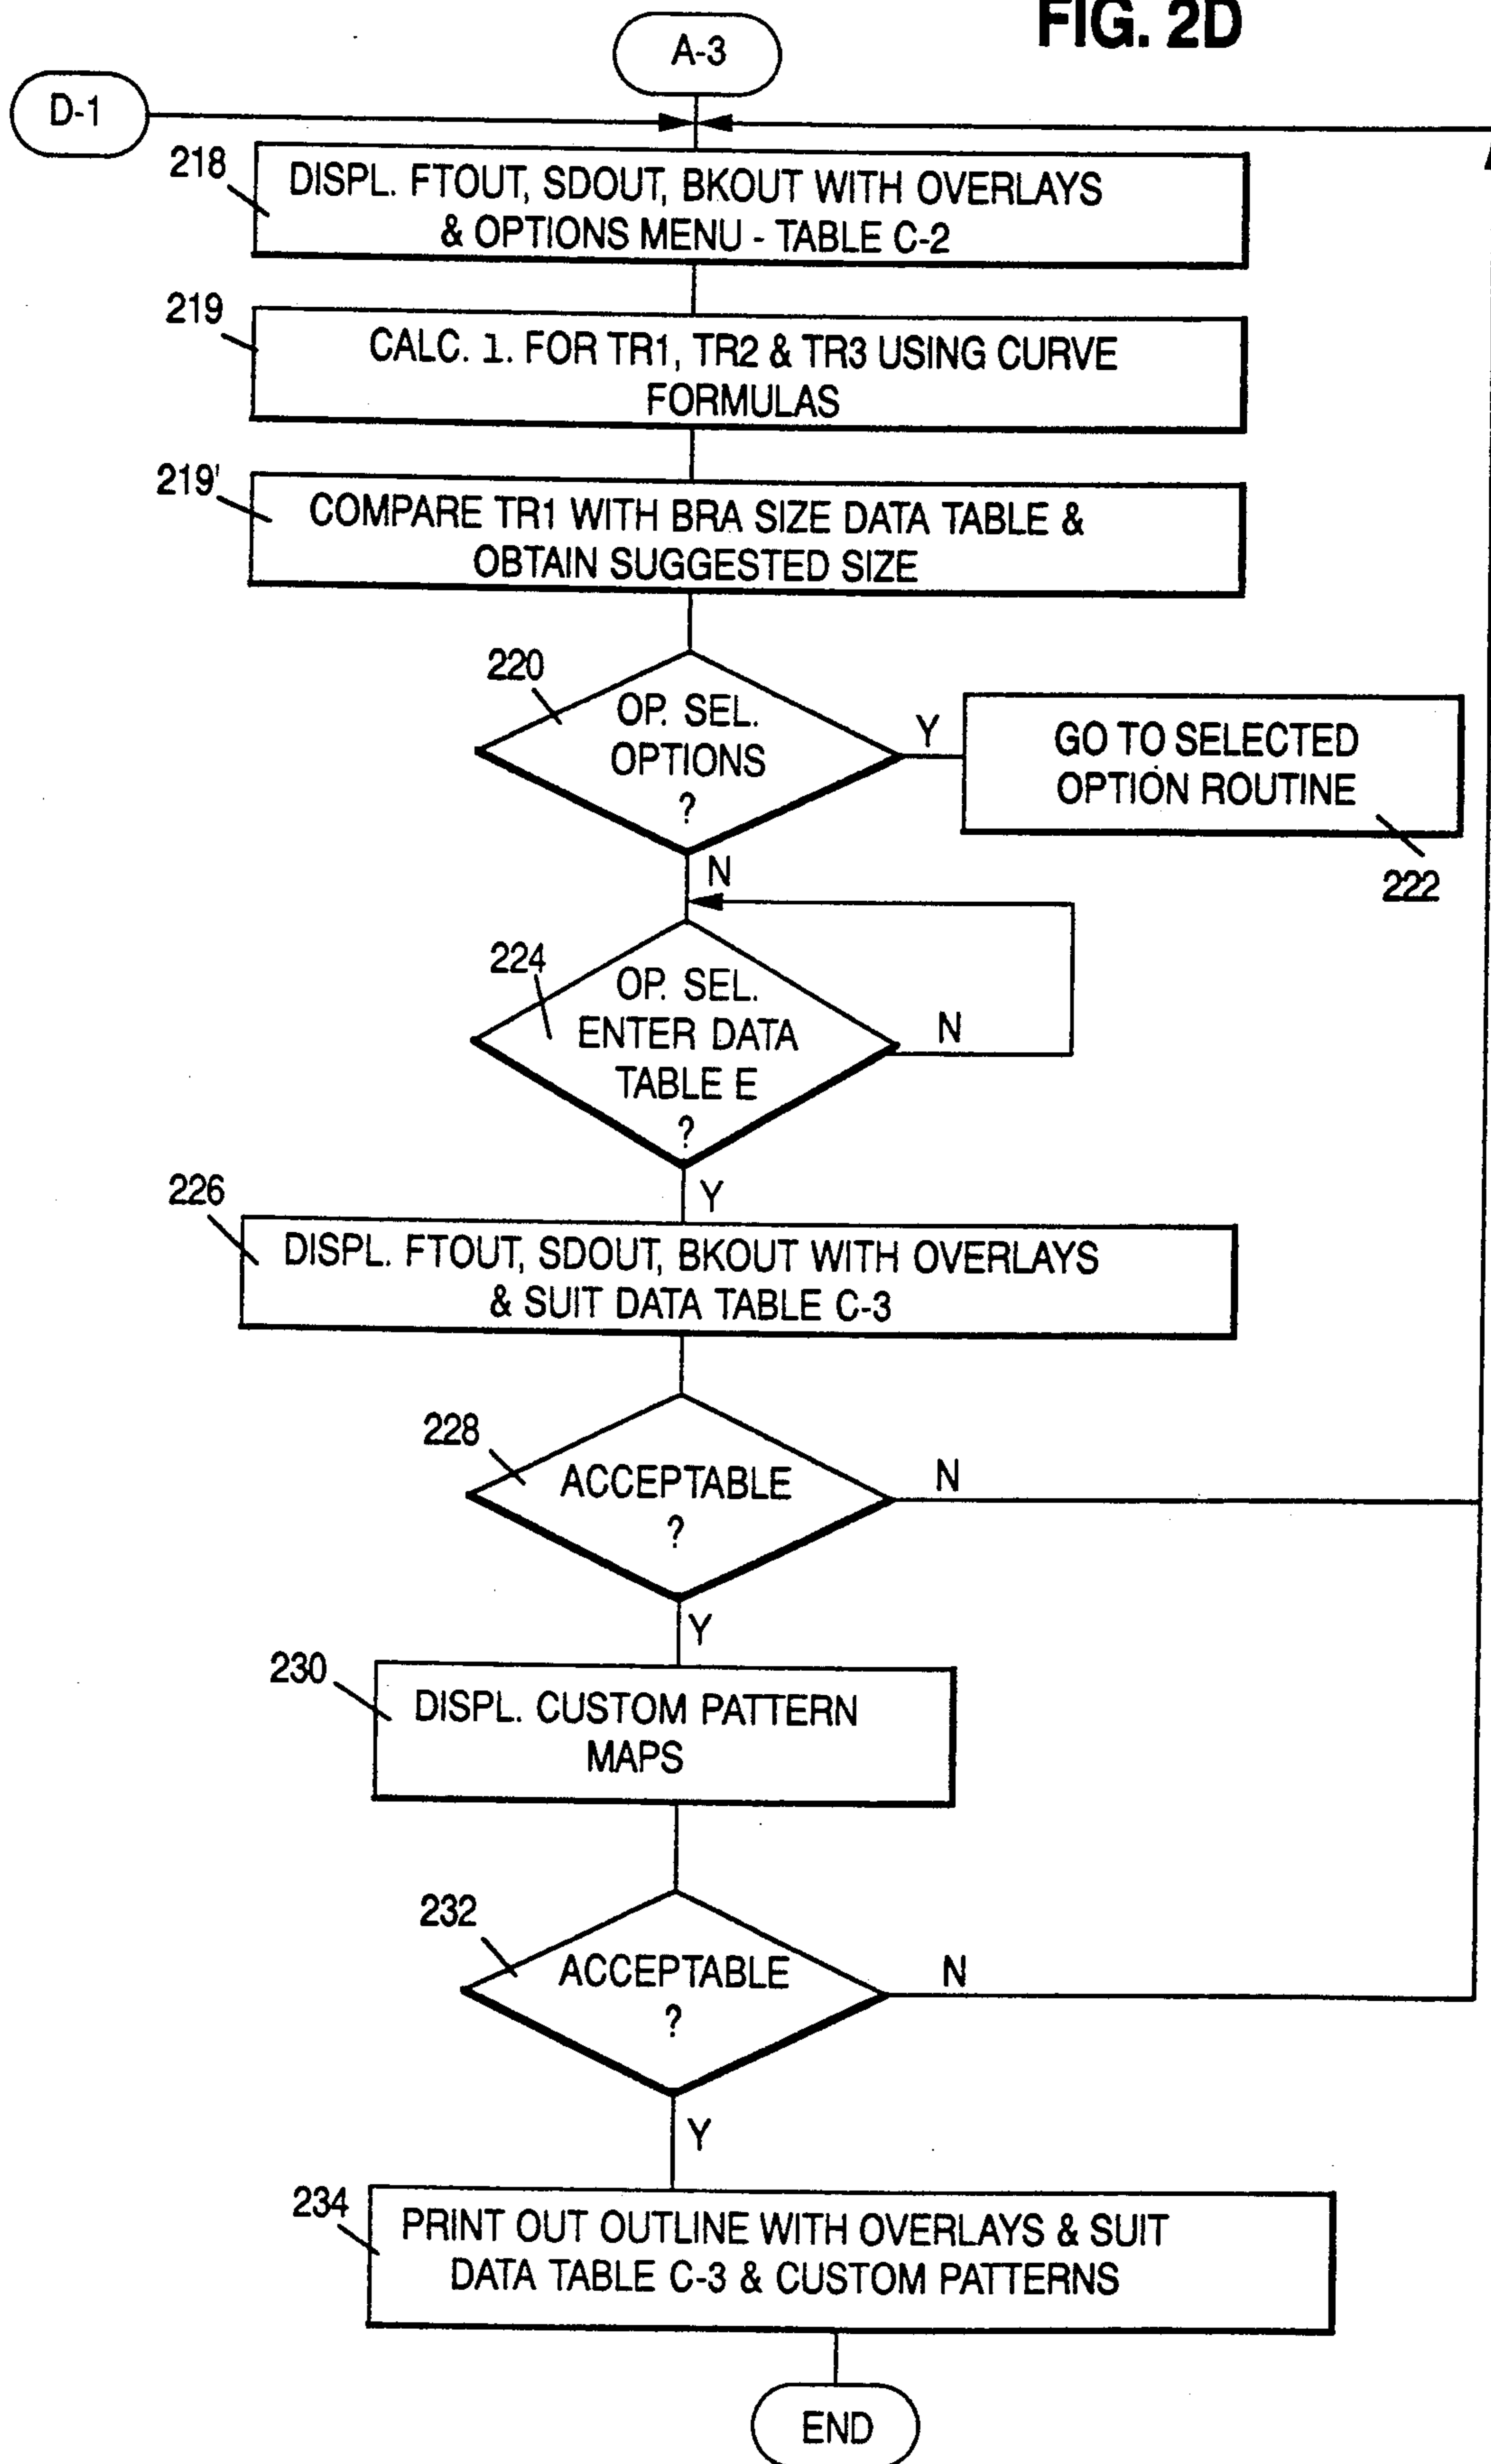 FIG. 2D
A-3
D-1
218
DISPL. FTOUT, SDOUT, BKOUT WITH OVERLAYS
& OPTIONS MENU - TABLE C-2
219
CALC. 1. FOR TR1, TR2 & TR3 USING CURVE
FORMULAS
219'
COMPARE TR1 WITH BRA SIZE DATA TABLE &
OBTAIN SUGGESTED SIZE
220
OP. SEL.
OPTIONS
?
Y
GO TO SELECTED
OPTION ROUTINE
222
N
224
OP. SEL.
ENTER DATA
TABLE E
?
N
Y
226
DISPL. FTOUT, SDOUT, BKOUT WITH OVERLAYS
& SUIT DATA TABLE C-3
228
ACCEPTABLE
?
N
Y
230
DISPL. CUSTOM PATTERN
MAPS
232
ACCEPTABLE
?
N
Y
234
PRINT OUT OUTLINE WITH OVERLAYS & SUIT
DATA TABLE C-3 & CUSTOM PATTERNS
END